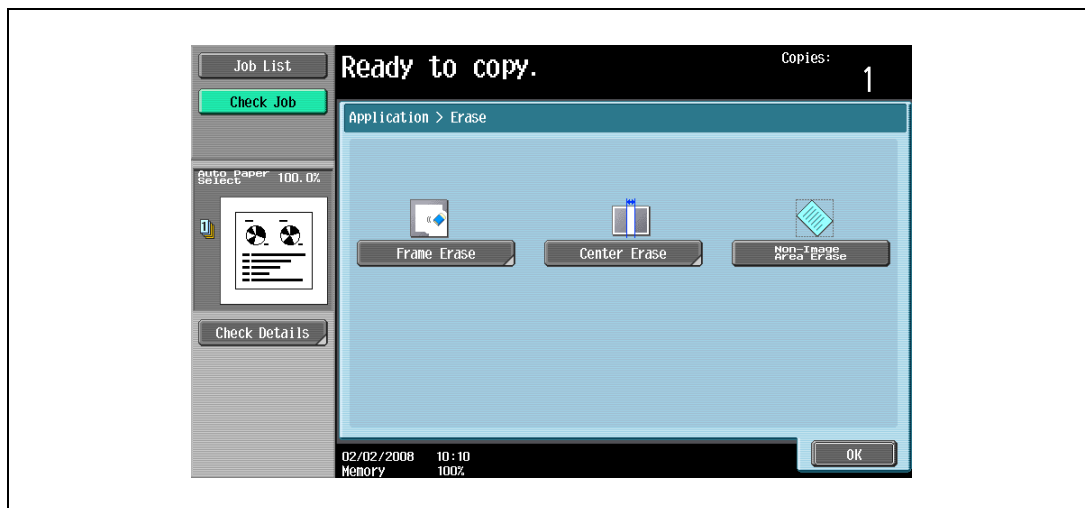 Job List
Check Job
Ready to copy.
Copies:
1
Application > Erase
Auto Paper
Select 100.0%
1
Frame Erase
Center Erase
Non-Image
Area Erase
Check Details
02/02/2008 10:10
Memory 100%
OK